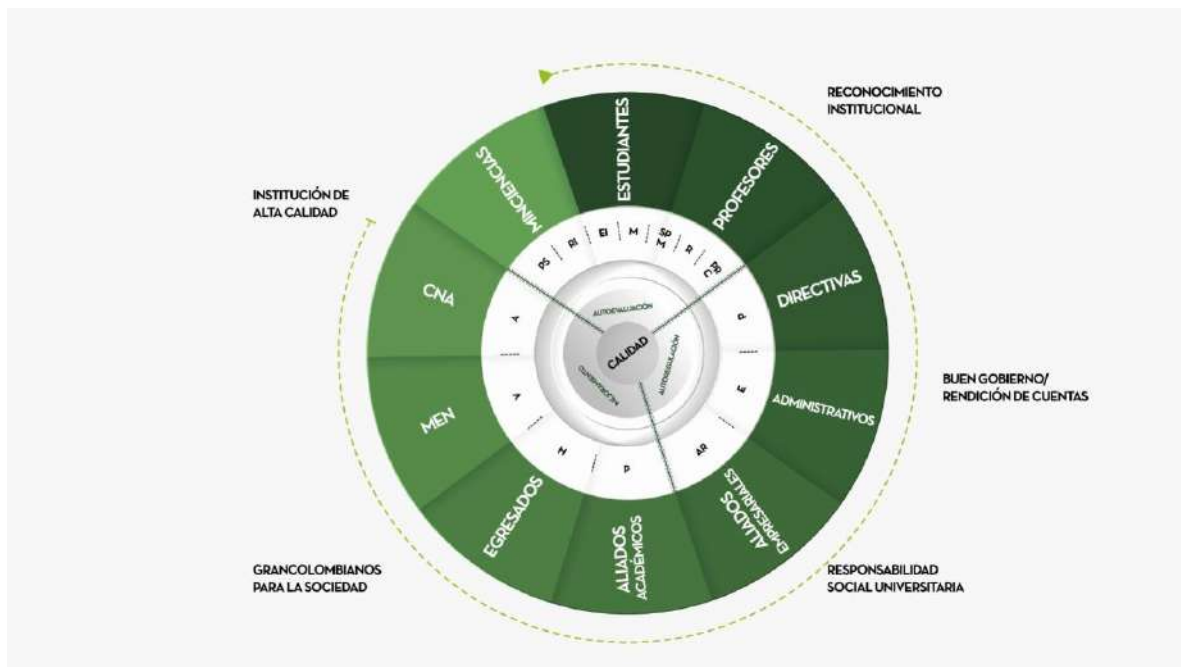 RECONOCIMIENTO
INSTITUCIONAL
INSTITUCIÓN DE
ALTA CALIDAD
BUEN GOBIERNO/
RENDICIÓN DE CUENTAS
GRANCOLOMBIANOS
PARA LA SOCIEDAD
RESPONSABILIDAD
SOCIAL UNIVERSITARIA
ESTUDIANTES
PROFESORES
DIRECTIVAS
ADMINISTRATIVOS
ALIADOS
EMPRESARIALES
ALIADOS
ACADÉMICOS
EGRESADOS
MEN
CNA
MINCIENCIAS
PS
RI
EI
M
SP
M
R
P
E
AR
P
H
A
AUTOEVALUACIÓN
AUTOREGULACIÓN
MEJORAMIENTO
CALIDAD